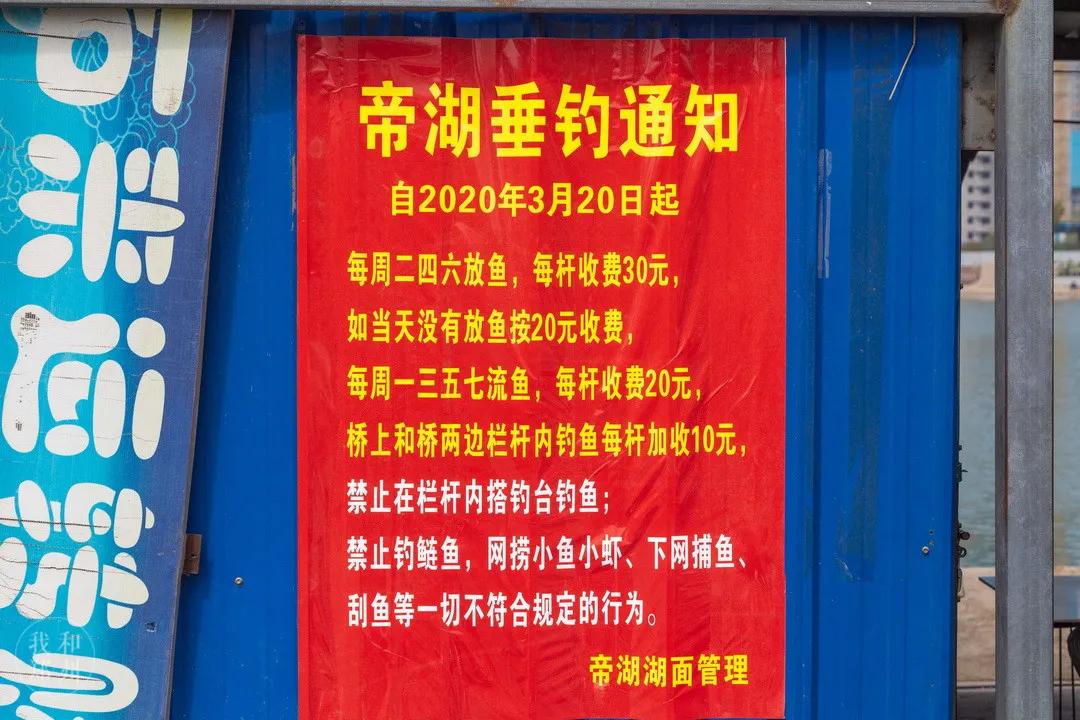 帝湖垂钓通知
自2020年3月20日起
每周二四六放鱼，每杆收费30元，
如当天没有放鱼按20元收费，
每周一三五七流鱼，每杆收费20元，
桥上和桥两边栏杆内钓鱼每杆加收10元，
禁止在栏杆内搭钓台钓鱼；
禁止钓鲢鱼，网捞小鱼小虾、下网捕鱼、
刮鱼等一切不符合规定的行为。
帝湖湖面管理
我和
郑州